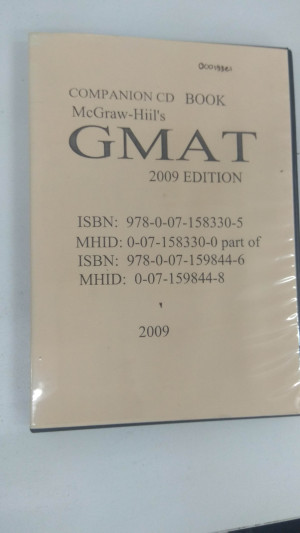 COMPANION CD BOOK
McGraw-Hiil's
GMAT
2009 EDITION
ISBN: 978-0-07-158330-5
MHID: 0-07-158330-0 part of
ISBN: 978-0-07-159844-6
MHID: 0-07-159844-8
2009